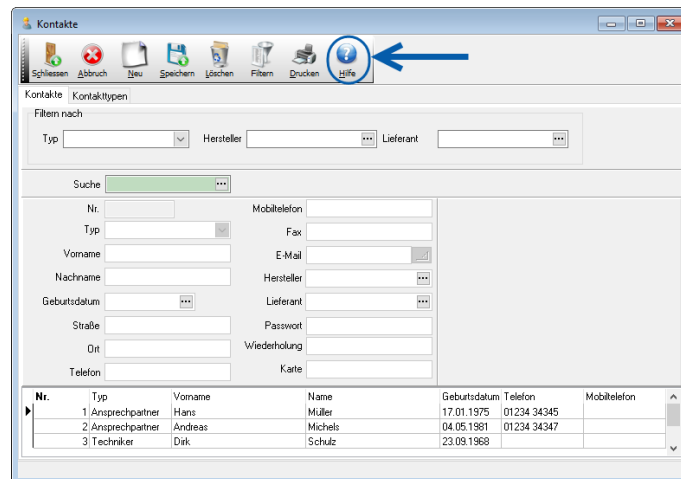 Kontakte
Schliessen Abbruch Neu Speichern Löschen Filtern Drucken Hilfe
Kontakte Kontakttypen
Filtern nach
Typ Hersteller Lieferant
Suche
Nr. Mobiltelefon
Typ Fax
Vorname E-Mail
Nachname Hersteller
Geburtsdatum Lieferant
Straße Passwort
Ort Wiederholung
Telefon Karte
Nr. Typ Vorname Name Geburtsdatum Telefon Mobiltelefon
1 Ansprechpartner Hans Müller 17.01.1975 01234 34345
2 Ansprechpartner Andreas Michels 04.05.1981 01234 34347
3 Techniker Dirk Schulz 23.09.1968